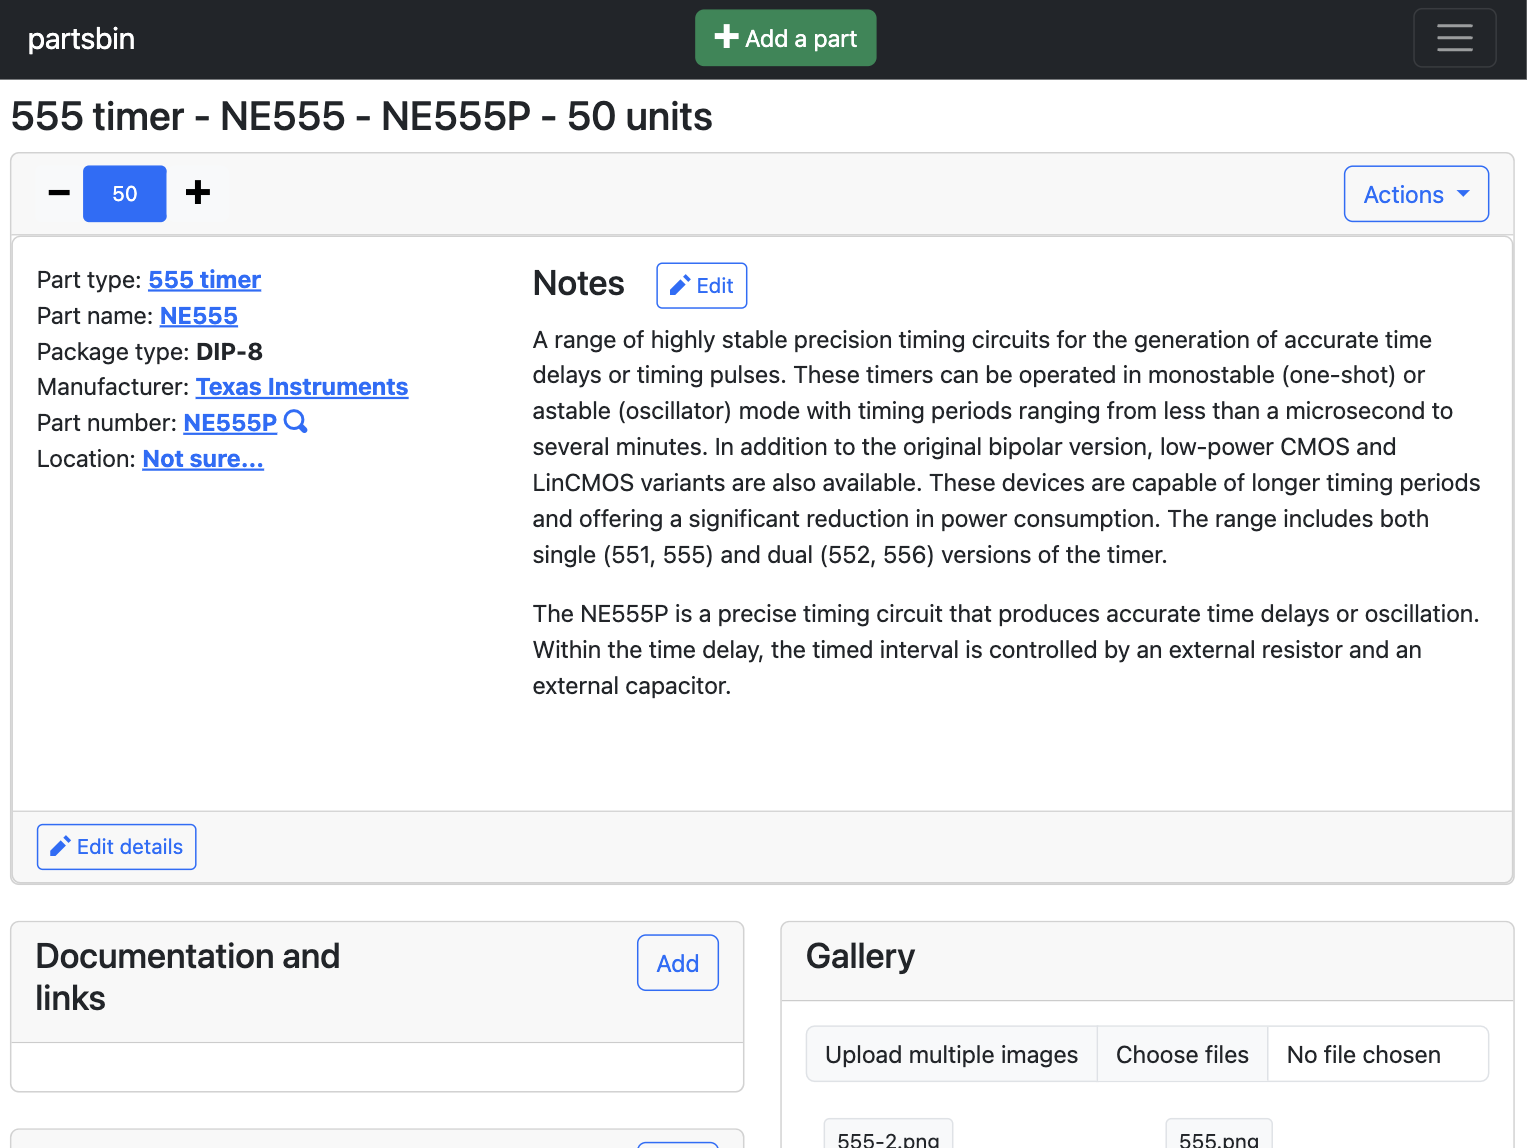 partsbin
Add a part
555 timer - NE555 - NE555P - 50 units
50
Actions
Part type: 555 timer
Part name: NE555
Package type: DIP-8
Manufacturer: Texas Instruments
Part number: NE555P
Location: Not sure...
Notes
Edit
A range of highly stable precision timing circuits for the generation of accurate time
delays or timing pulses. These timers can be operated in monostable (one-shot) or
astable (oscillator) mode with timing periods ranging from less than a microsecond to
several minutes. In addition to the original bipolar version, low-power CMOS and
LinCMOS variants are also available. These devices are capable of longer timing periods
and offering a significant reduction in power consumption. The range includes both
single (551, 555) and dual (552, 556) versions of the timer.
The NE555P is a precise timing circuit that produces accurate time delays or oscillation.
Within the time delay, the timed interval is controlled by an external resistor and an
external capacitor.
Edit details
Documentation and
links
Add
Gallery
Upload multiple images
Choose files
No file chosen
555-2.png
555.png